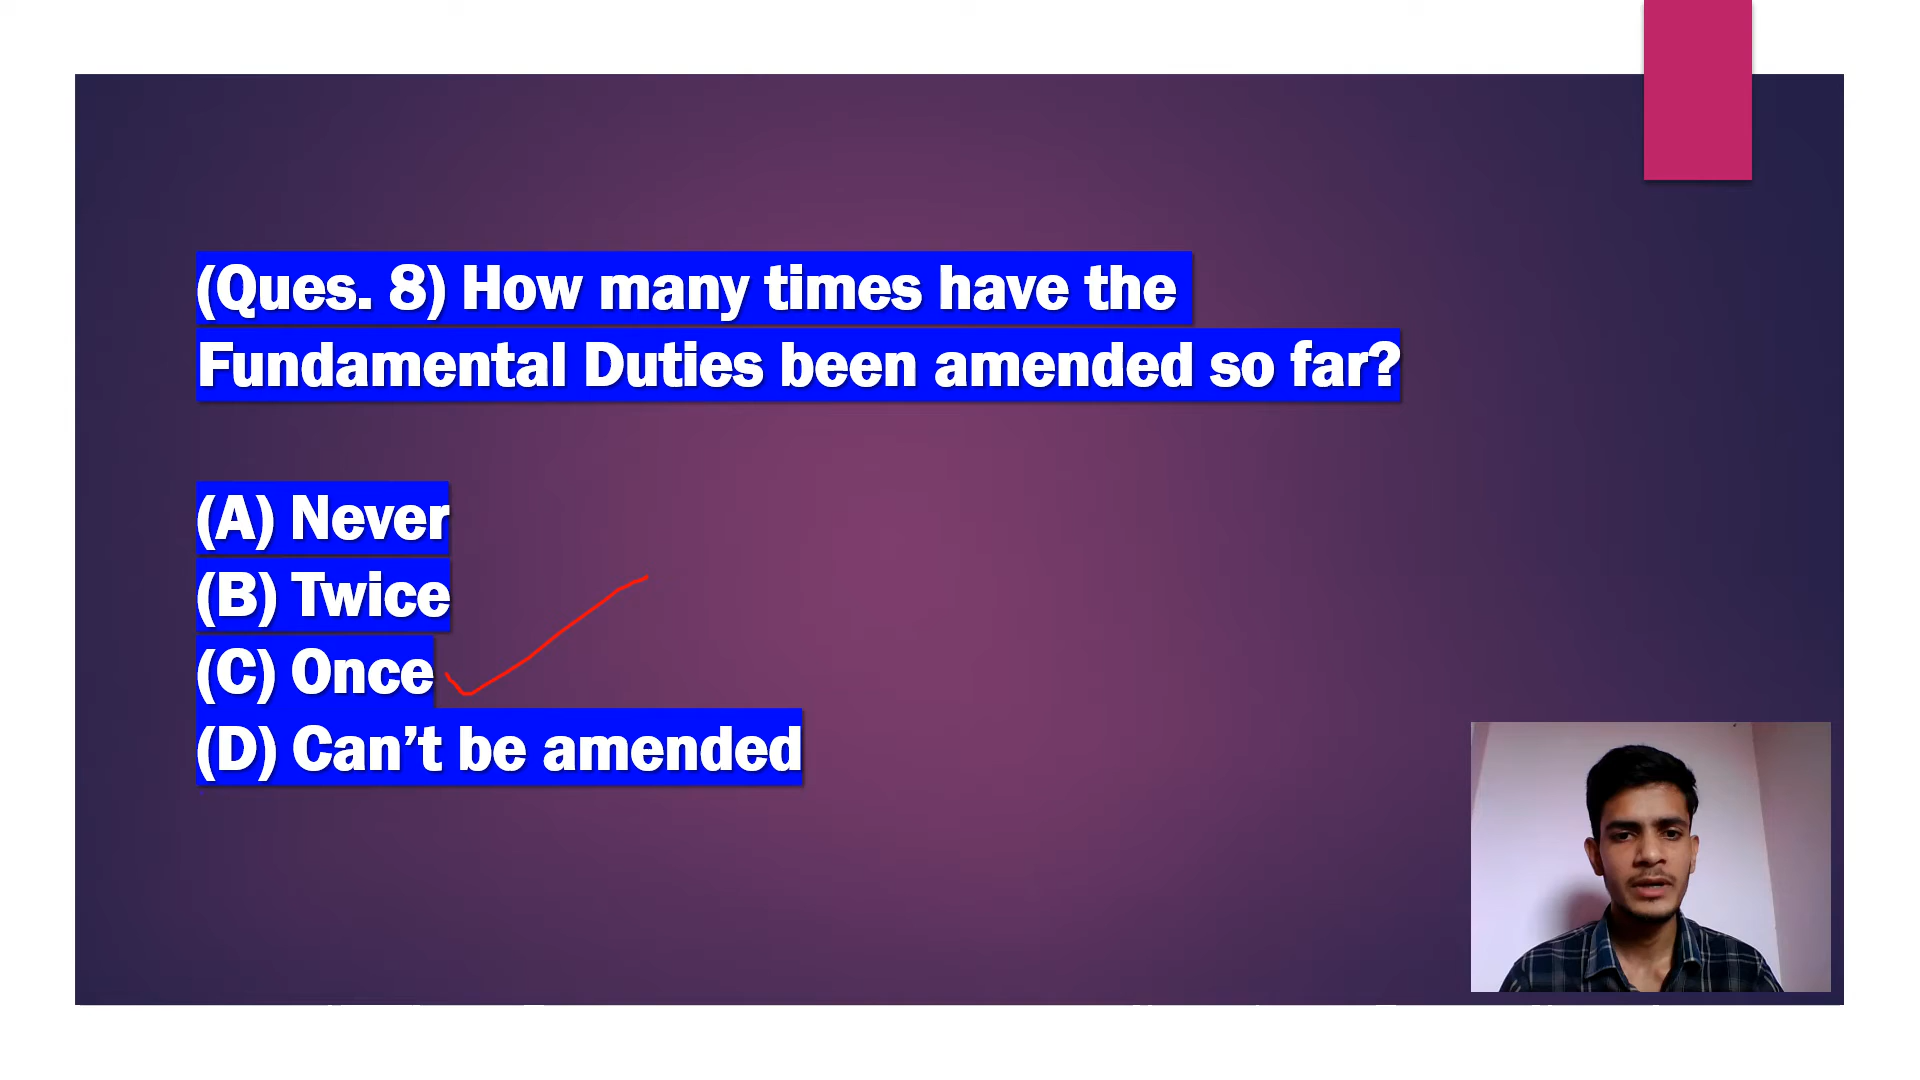 (Ques. 8) How many times have the
Fundamental Duties been amended so far?
(A) Never
(B) Twice
(C) Once
(D) Can’t be amended